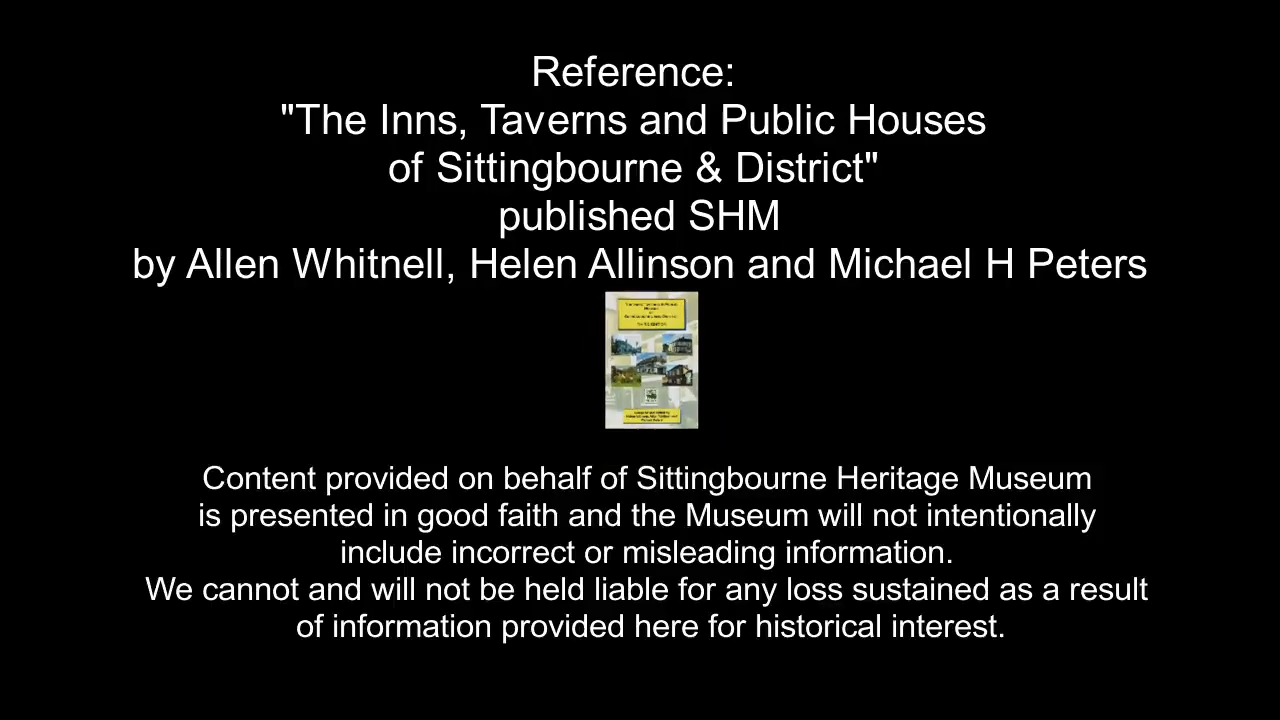 Reference:
"The Inns, Taverns and Public Houses
of Sittingbourne & District"
published SHM
by Allen Whitnell, Helen Allinson and Michael H Peters
Content provided on behalf of Sittingbourne Heritage Museum
is presented in good faith and the Museum will not intentionally
include incorrect or misleading information.
We cannot and will not be held liable for any loss sustained as a result
of information provided here for historical interest.